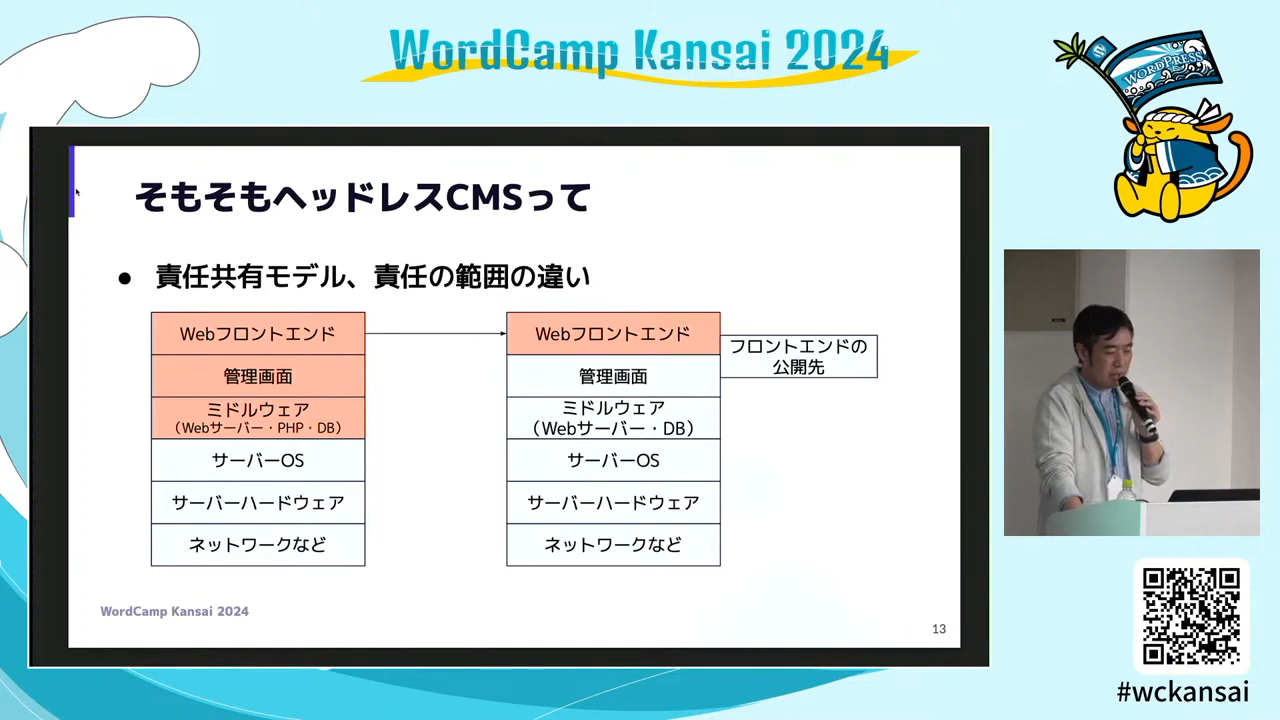 WordCamp Kansai 2024
WORDPRESS
W
そもそもヘッドレスCMSって
● 責任共有モデル、責任の範囲の違い
Webフロントエンド
管理画面
ミドルウェア
（Webサーバー・PHP・DB）
サーバーOS
サーバーハードウェア
ネットワークなど
Webフロントエンド
管理画面
ミドルウェア
（Webサーバー・DB）
サーバーOS
サーバーハードウェア
ネットワークなど
フロントエンドの
公開先
WordCamp Kansai 2024
13
#wckansai